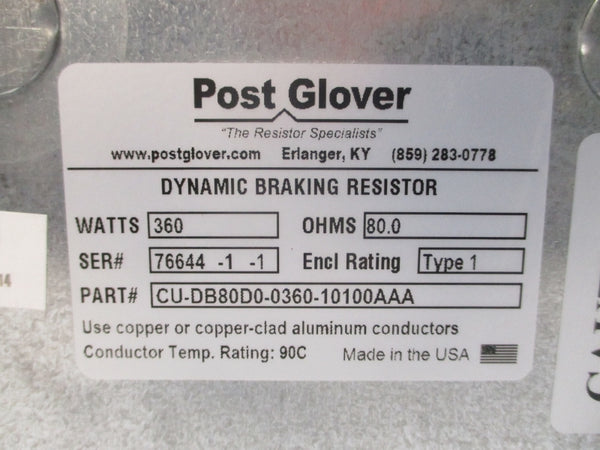 Post Glover
"The Resistor Specialists"
www.postglover.com Erlanger, KY (859) 283-0778
DYNAMIC BRAKING RESISTOR
WATTS 360 OHMS 80.0
SER# 76644 -1 -1 Encl Rating Type 1
PART# CU-DB80D0-0360-10100AAA
Use copper or copper-clad aluminum conductors
Conductor Temp. Rating: 90C Made in the USA